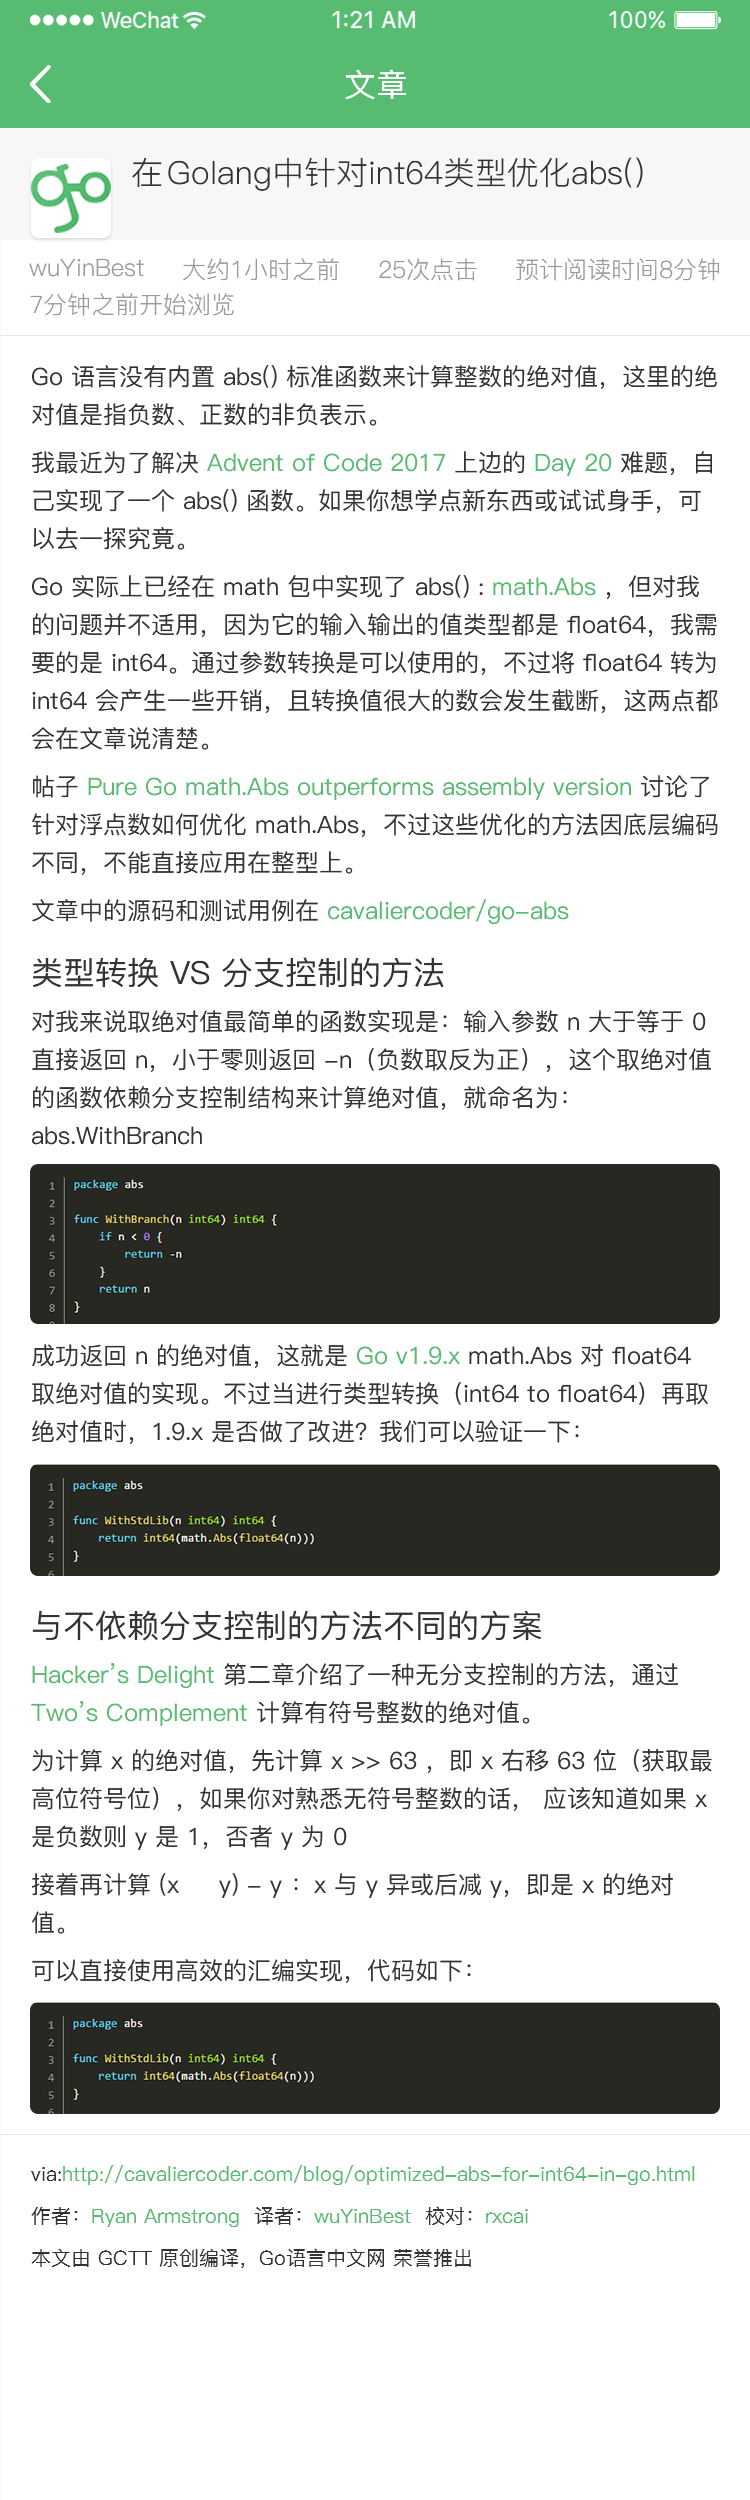 WeChat 1:21 AM 100%
文章
go
在Golang中针对int64类型优化abs()
wuYinBest 大约1小时之前 25次点击 预计阅读时间8分钟
7分钟之前开始浏览
Go 语言没有内置 abs() 标准函数来计算整数的绝对值，这里的绝
对值是指负数、正数的非负表示。
我最近为了解决 Advent of Code 2017 上边的 Day 20 难题，自
己实现了一个 abs() 函数。如果你想学点新东西或试试身手，可
以去一探究竟。
Go 实际上已经在 math 包中实现了 abs() : math.Abs ，但对我
的问题并不适用，因为它的输入输出的值类型都是 float64，我需
要的是 int64。通过参数转换是可以使用的，不过将 float64 转为
int64 会产生一些开销，且转换值很大的数会发生截断，这两点都
会在文章说清楚。
帖子 Pure Go math.Abs outperforms assembly version 讨论了
针对浮点数如何优化 math.Abs，不过这些优化的方法因底层编码
不同，不能直接应用在整型上。
文章中的源码和测试用例在 cavaliercoder/go-abs
类型转换 VS 分支控制的方法
对我来说取绝对值最简单的函数实现是：输入参数 n 大于等于 0
直接返回 n，小于零则返回 -n（负数取反为正），这个取绝对值
的函数依赖分支控制结构来计算绝对值，就命名为：
abs.WithBranch
1 package abs
2
3 func WithBranch(n int64) int64 {
4 if n < 0 {
5 return -n
6 }
7 return n
8 }
成功返回 n 的绝对值，这就是 Go v1.9.x math.Abs 对 float64
取绝对值的实现。不过当进行类型转换（int64 to float64）再取
绝对值时，1.9.x 是否做了改进？我们可以验证一下：
1 package abs
2
3 func WithStdLib(n int64) int64 {
4 return int64(math.Abs(float64(n)))
5 }
6
与不依赖分支控制的方法不同的方案
Hacker's Delight 第二章介绍了一种无分支控制的方法，通过
Two's Complement 计算有符号整数的绝对值。
为计算 x 的绝对值，先计算 x >> 63 ，即 x 右移 63 位（获取最
高位符号位），如果你对熟悉无符号整数的话， 应该知道如果 x
是负数则 y 是 1，否者 y 为 0
接着再计算 (x y) - y ：x 与 y 异或后减 y，即是 x 的绝对
值。
可以直接使用高效的汇编实现，代码如下：
1 package abs
2
3 func WithStdLib(n int64) int64 {
4 return int64(math.Abs(float64(n)))
5 }
6
via:http://cavaliercoder.com/blog/optimized-abs-for-int64-in-go.html
作者：Ryan Armstrong 译者：wuYinBest 校对：rxcai
本文由 GCTT 原创编译，Go语言中文网 荣誉推出